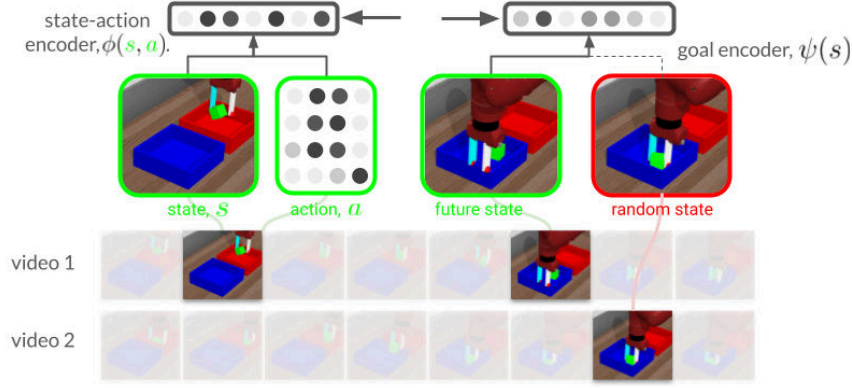 state-action
encoder, ϕ(s, a).
goal encoder, ψ(s)
state, s
action, a
future state
random state
video 1
video 2